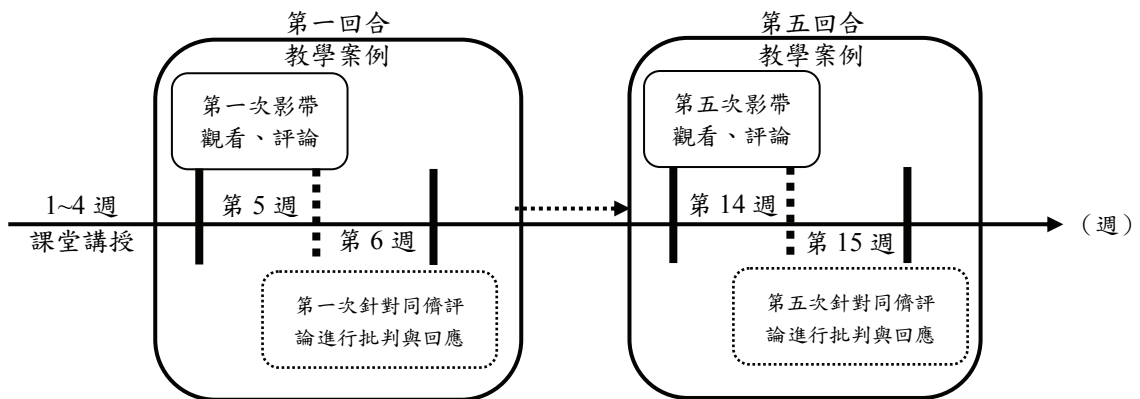 第一回合
教學案例
第一次影帶
觀看、評論
1~4 週
課堂講授
第 5 週
第 6 週
第一次針對同儕評
論進行批判與回應
第五回合
教學案例
第五次影帶
觀看、評論
第 14 週
第 15 週
第五次針對同儕評
論進行批判與回應
（週）